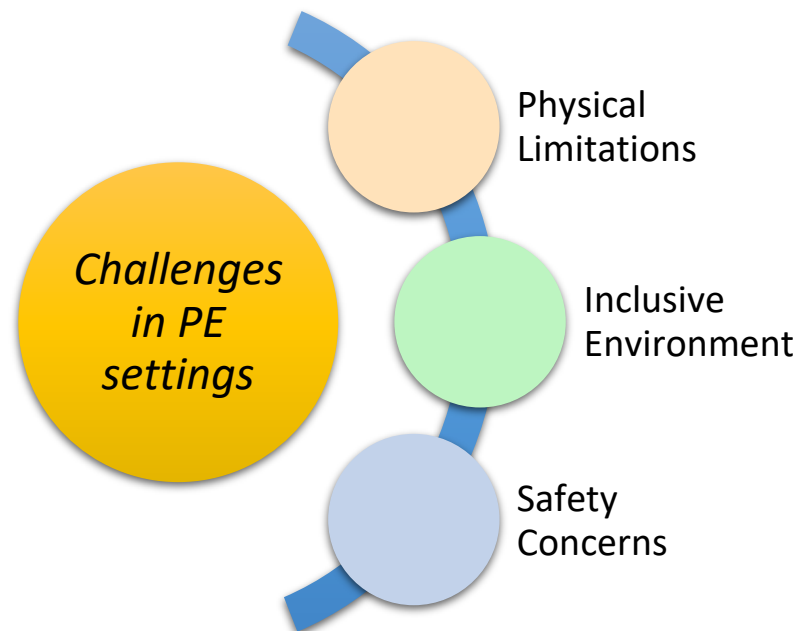 Challenges
in PE
settings
Physical
Limitations
Inclusive
Environment
Safety
Concerns